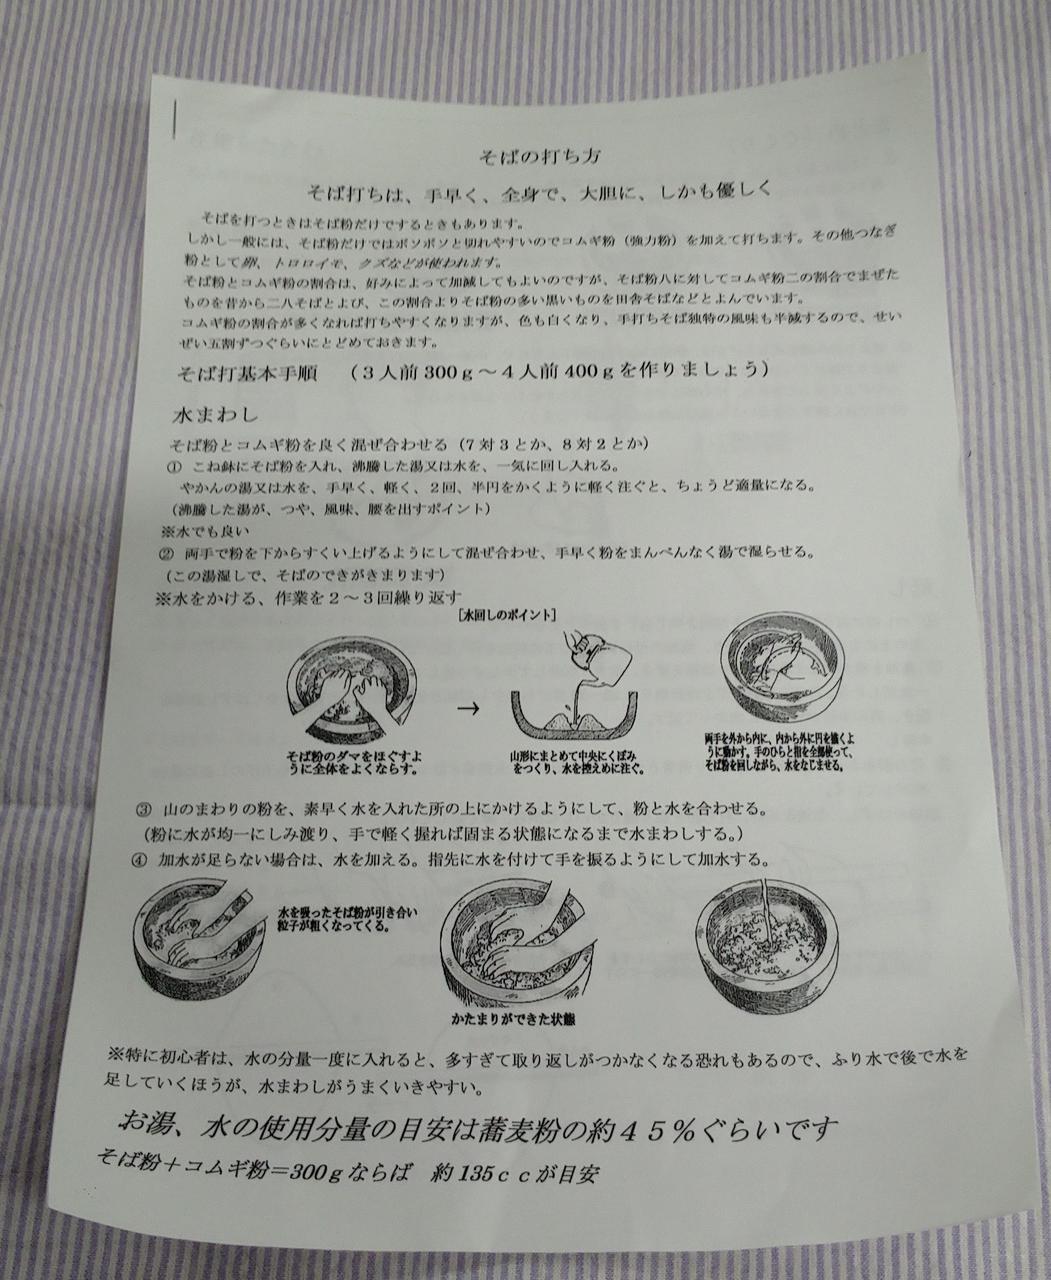 そばの打ち方
そば打ちは、手早く、全身で、大胆に、しかも優しく
そばを打つときはそば粉だけでするときもあります。
しかし一般には、そば粉だけではボソボソと切れやすいのでコムギ粉（強力粉）を加えて打ちます。その他つなぎ
粉として卵、トロロイモ、クズなどが使われます。
そば粉とコムギ粉の割合は、好みによって加減してもよいのですが、そば粉八に対してコムギ粉二の割合でまぜた
ものを昔から二八そばとよび、この割合よりそば粉の多い黒いものを田舎そばなどとよんでいます。
コムギ粉の割合が多くなれば打ちやすくなりますが、色も白くなり、手打ちそば独特の風味も半減するので、せい
ぜい五割ずつぐらいにとどめておきます。
そば打基本手順　（３人前 300ｇ～４人前 400ｇを作りましょう）
水まわし
そば粉とコムギ粉を良く混ぜ合わせる（７対３とか、８対２とか）
① こね鉢にそば粉を入れ、沸騰した湯又は水を、一気に回し入れる。
やかんの湯又は水を、手早く、軽く、２回、半円をかくように軽く注ぐと、ちょうど適量になる。
（沸騰した湯が、つや、風味、腰を出すポイント）
※水でも良い
② 両手で粉を下からすくい上げるようにして混ぜ合わせ、手早く粉をまんべんなく湯で湿らせる。
（この湯湿しで、そばのできがきまります）
※水をかける、作業を２～３回繰り返す
［水回しのポイント］
→
そば粉のダマをほぐすよ
うに全体をよくならす。
山形にまとめて中央にくぼみ
をつくり、水を控えめに注ぐ。
両手を外から内に、内から外に円を描くよ
うに動かす。手のひらと指を全部使って、
そば粉を回しながら、水をなじませる。
③ 山のまわりの粉を、素早く水を入れた所の上にかけるようにして、粉と水を合わせる。
（粉に水が均一にしみ渡り、手で軽く握れば固まる状態になるまで水まわしする。）
④ 加水が足らない場合は、水を加える。指先に水を付けて手を振るようにして加水する。
水を吸ったそば粉が引き合い
粒子が粗くなってくる。
かたまりができた状態
※特に初心者は、水の分量一度に入れると、多すぎて取り返しがつかなくなる恐れもあるので、ふり水で後で水を
足していくほうが、水まわしがうまくいきやすい。
お湯、水の使用分量の目安は蕎麦粉の約４５％ぐらいです
そば粉＋コムギ粉＝300ｇならば　約 135ｃｃが目安